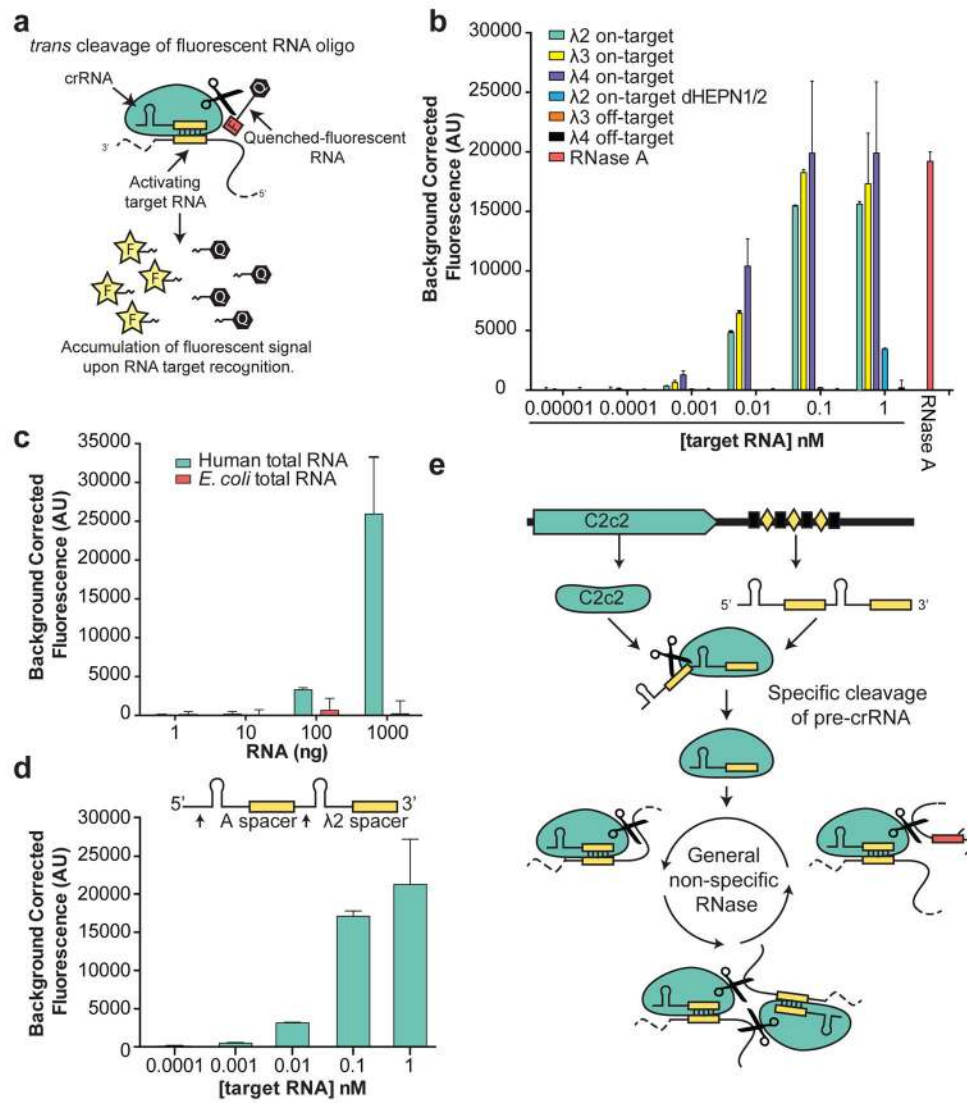 a
trans cleavage of fluorescent RNA oligo
crRNA
Q
F
Quenched-fluorescent
RNA
3'
5'
Activating
target RNA
F
Q
F
Q
F
Q
F
Q
Accumulation of fluorescent signal
upon RNA target recognition.
b
λ2 on-target
λ3 on-target
λ4 on-target
λ2 on-target dHEPN1/2
λ3 off-target
λ4 off-target
RNase A
Background Corrected
Fluorescence (AU)
30000
25000
20000
15000
10000
5000
0
0.00001
0.0001
0.001
0.01
0.1
1
RNase A
[target RNA] nM
c
Human total RNA
E. coli total RNA
Background Corrected
Fluorescence (AU)
35000
30000
25000
20000
15000
10000
5000
0
1
10
100
1000
RNA (ng)
d
5'
3'
A spacer
λ2 spacer
Background Corrected
Fluorescence (AU)
30000
25000
20000
15000
10000
5000
0
0.0001
0.001
0.01
0.1
1
[target RNA] nM
e
C2c2
C2c2
5'
3'
Specific cleavage
of pre-crRNA
General
non-specific
RNase